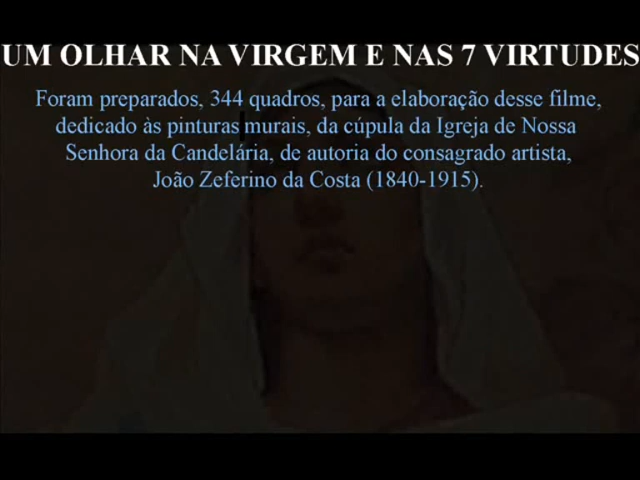 UM OLHAR NA VIRGEM E NAS 7 VIRTUDES
Foram preparados, 344 quadros, para a elaboração desse filme,
dedicado às pinturas murais, da cúpula da Igreja de Nossa
Senhora da Candelária, de autoria do consagrado artista,
João Zeferino da Costa (1840-1915).